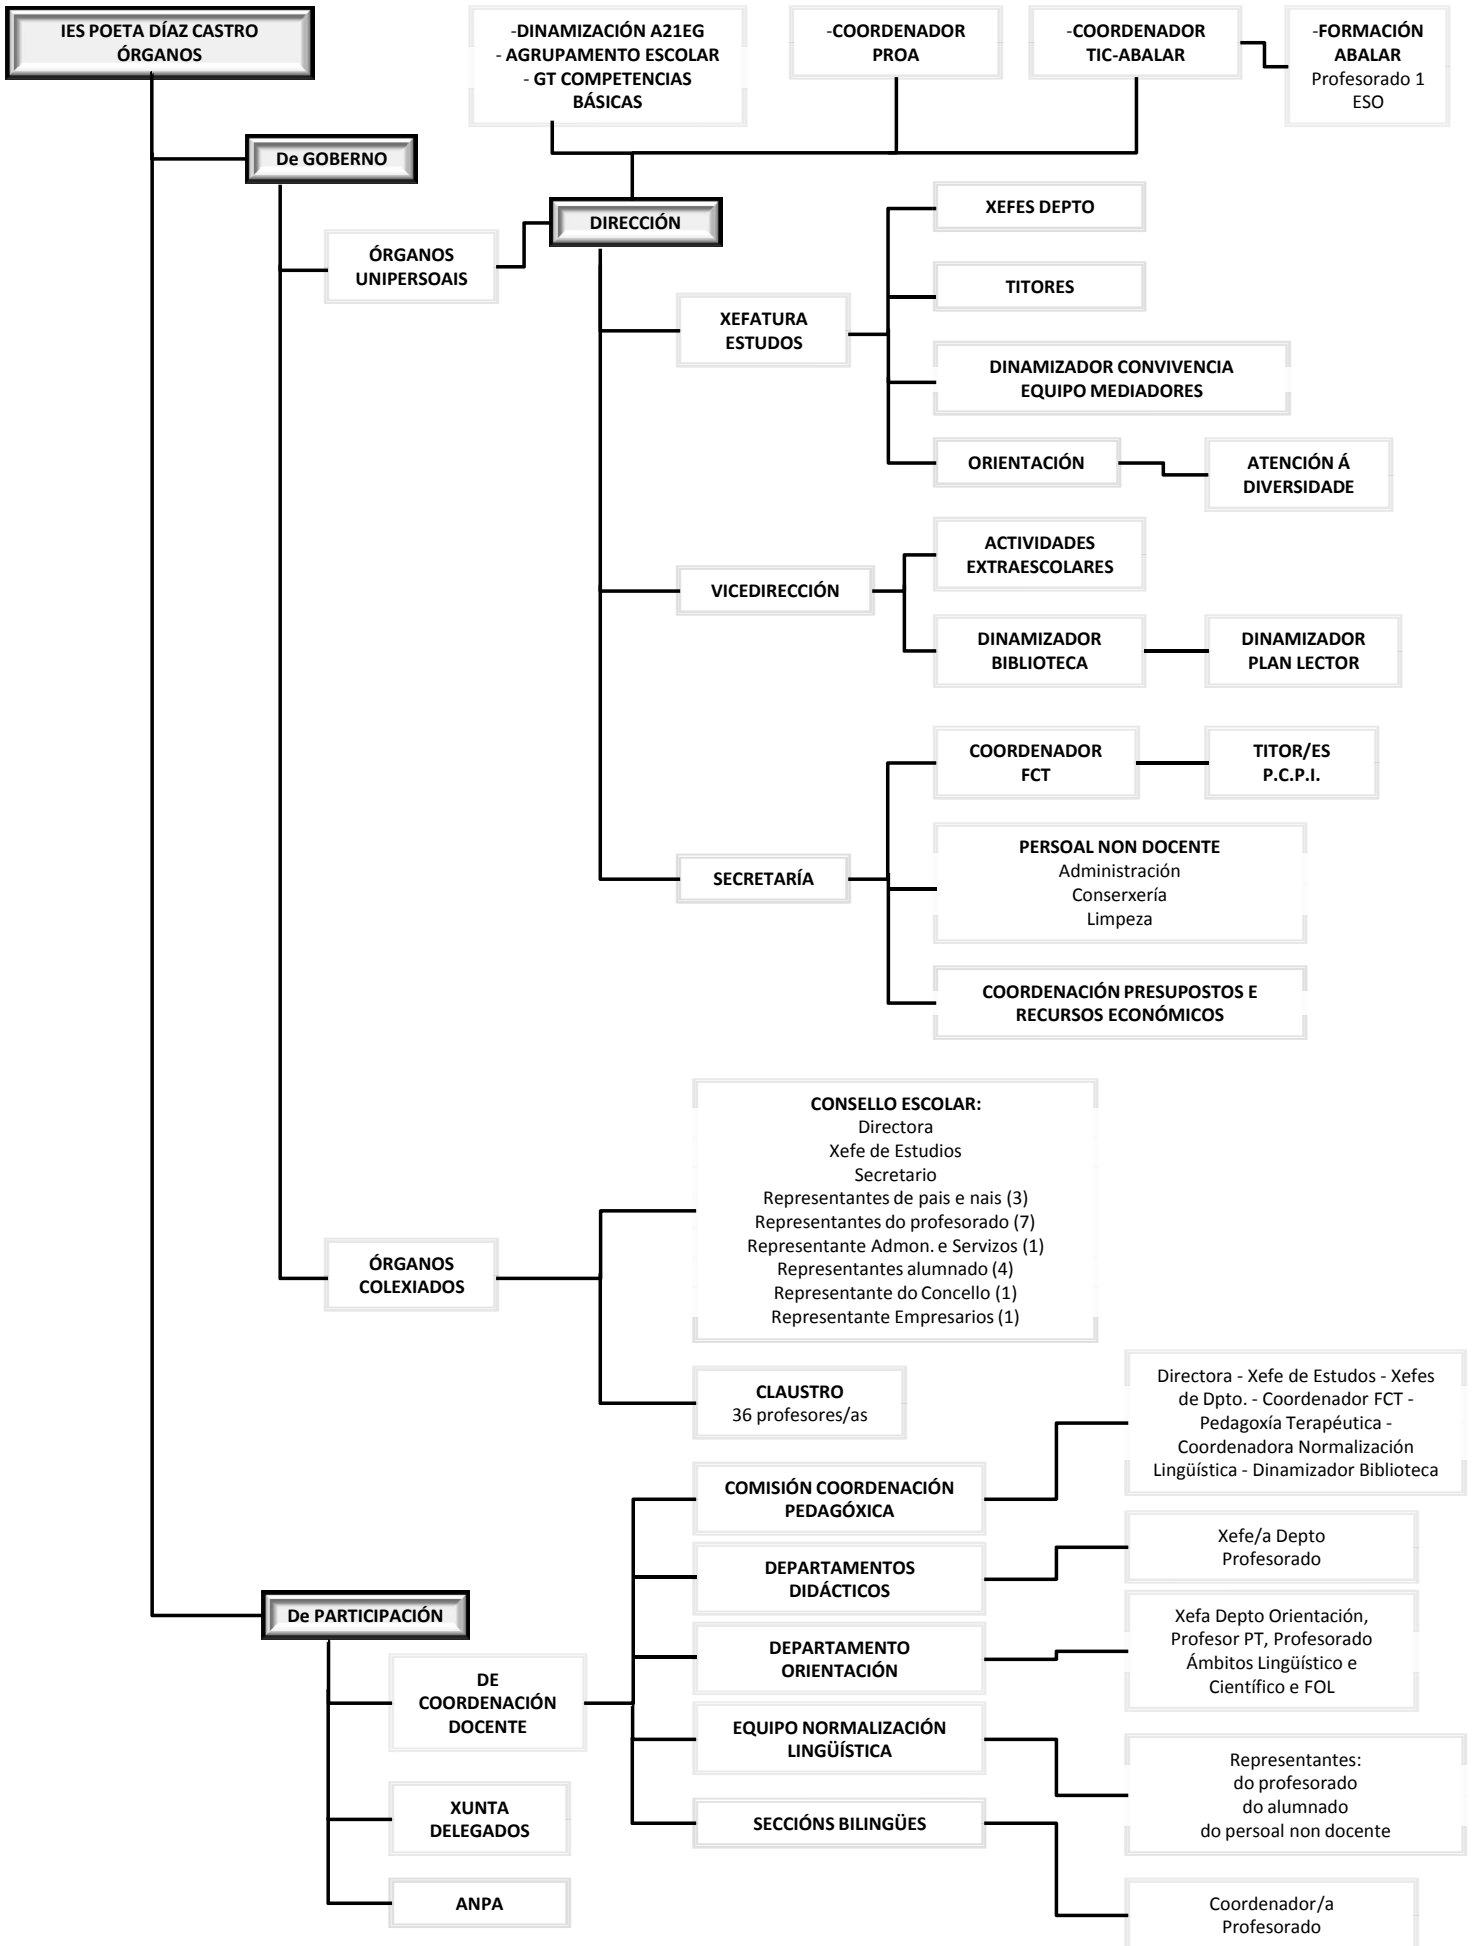 IES POETA DÍAZ CASTRO
ÓRGANOS
-DINAMIZACIÓN A21EG
- AGRUPAMENTO ESCOLAR
- GT COMPETENCIAS
BÁSICAS
-COORDENADOR
PROA
-COORDENADOR
TIC-ABALAR
-FORMACIÓN
ABALAR
Profesorado 1
ESO
De GOBERNO
DIRECCIÓN
ÓRGANOS
UNIPERSOAIS
XEFES DEPTO
TITORES
XEFATURA
ESTUDOS
DINAMIZADOR CONVIVENCIA
EQUIPO MEDIADORES
ORIENTACIÓN
ATENCIÓN Á
DIVERSIDADE
ACTIVIDADES
EXTRAESCOLARES
VICEDIRECCIÓN
DINAMIZADOR
BIBLIOTECA
DINAMIZADOR
PLAN LECTOR
COORDENADOR
FCT
TITOR/ES
P.C.P.I.
SECRETARÍA
PERSOAL NON DOCENTE
Administración
Conserxería
Limpeza
COORDENACIÓN PRESUPOSTOS E
RECURSOS ECONÓMICOS
ÓRGANOS
COLEXIADOS
CONSELLO ESCOLAR:
Directora
Xefe de Estudios
Secretario
Representantes de pais e nais (3)
Representantes do profesorado (7)
Representante Admon. e Servizos (1)
Representantes alumnado (4)
Representante do Concello (1)
Representante Empresarios (1)
CLAUSTRO
36 profesores/as
De PARTICIPACIÓN
DE
COORDENACIÓN
DOCENTE
COMISIÓN COORDENACIÓN
PEDAGÓXICA
Directora - Xefe de Estudos - Xefes
de Dpto. - Coordenador FCT -
Pedagoxía Terapéutica -
Coordenadora Normalización
Lingüística - Dinamizador Biblioteca
DEPARTAMENTOS
DIDÁCTICOS
Xefe/a Depto
Profesorado
DEPARTAMENTO
ORIENTACIÓN
Xefa Depto Orientación,
Profesor PT, Profesorado
Ámbitos Lingüístico e
Científico e FOL
EQUIPO NORMALIZACIÓN
LINGÜÍSTICA
Representantes:
do profesorado
do alumnado
do persoal non docente
SECCIÓNS BILINGÜES
Coordenador/a
Profesorado
XUNTA
DELEGADOS
ANPA